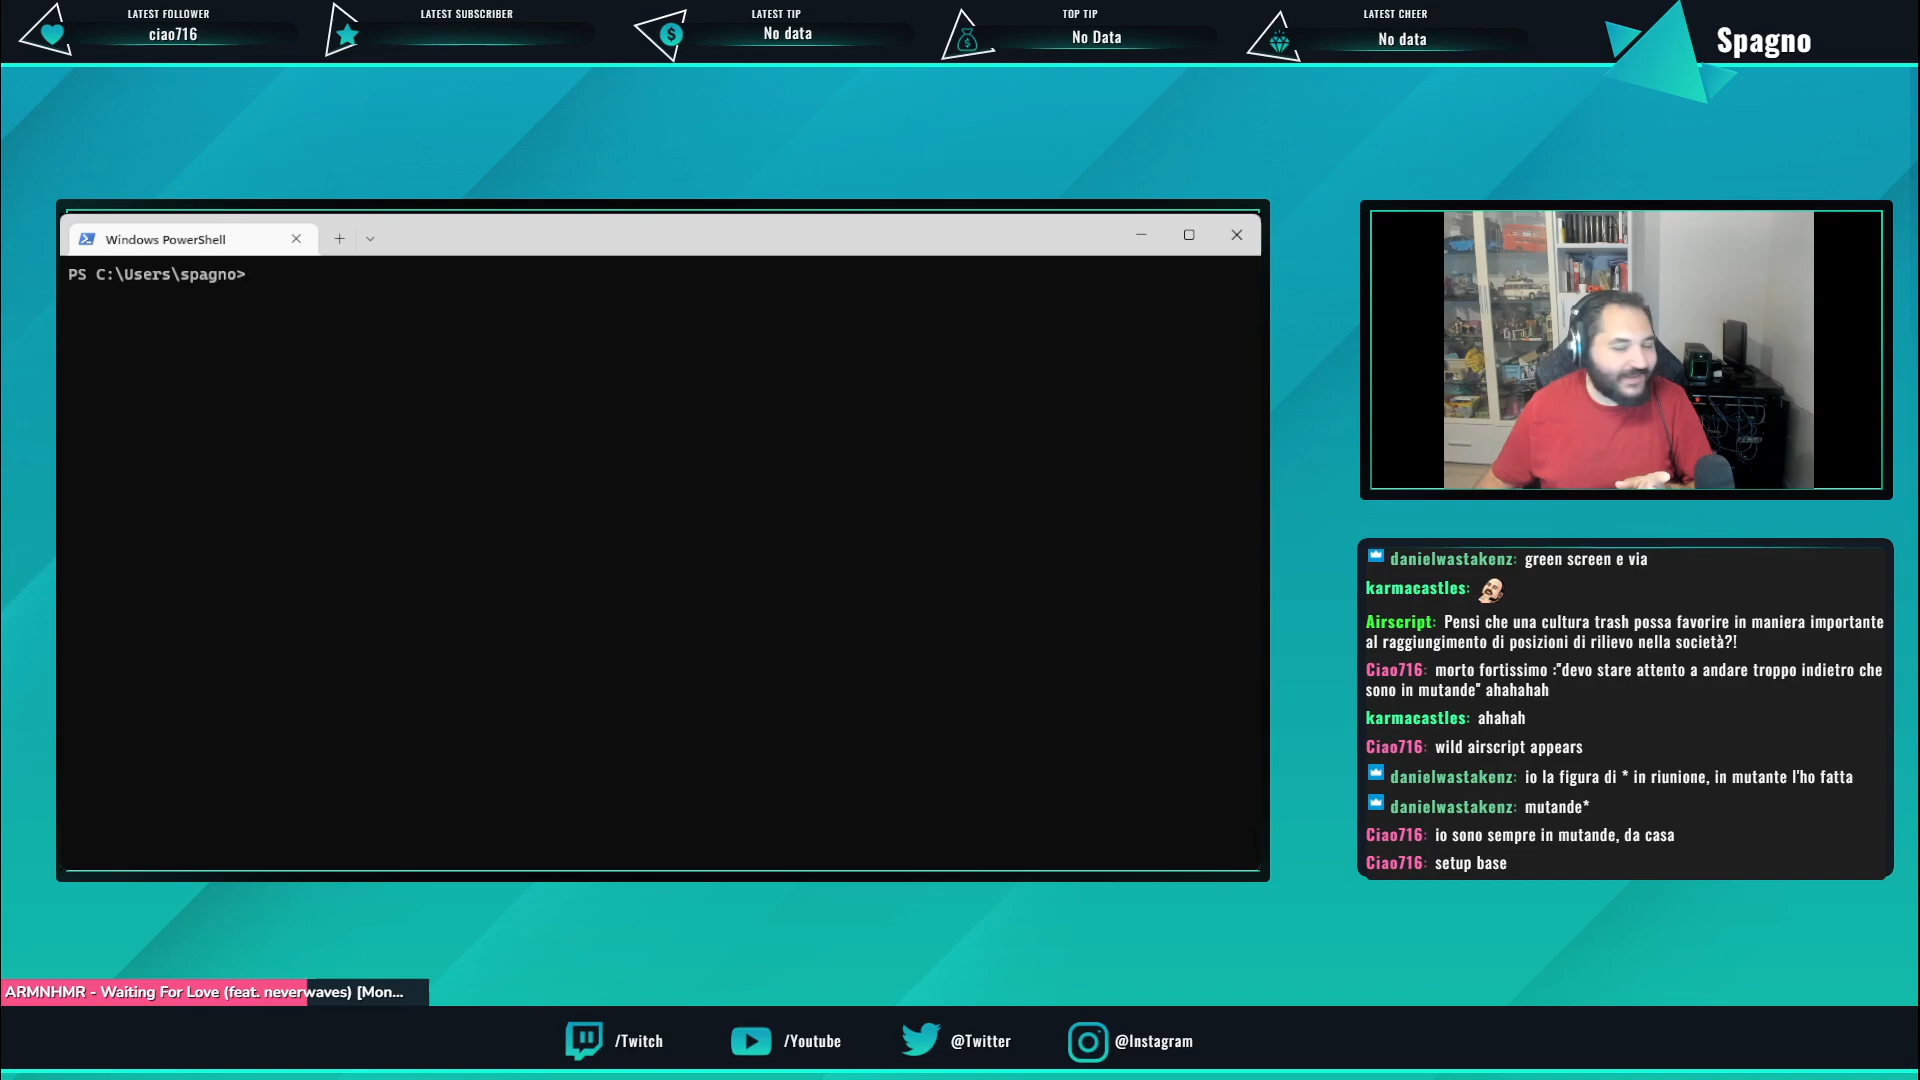 LATEST FOLLOWER
ciao716
LATEST SUBSCRIBER
LATEST TIP
No data
TOP TIP
No Data
LATEST CHEER
No data
Spagno
Windows PowerShell
PS C:\Users\spagno>
danielwastakenz: green screen e via
karmacastles:
Airscript: Pensi che una cultura trash possa favorire in maniera importante
al raggiungimento di posizioni di rilievo nella società?!
Ciao716: morto fortissimo :"devo stare attento a andare troppo indietro che
sono in mutande" ahahahah
karmacastles: ahahah
Ciao716: wild airscript appears
danielwastakenz: io la figura di * in riunione, in mutante l'ho fatta
danielwastakenz: mutande*
Ciao716: io sono sempre in mutande, da casa
Ciao716: setup base
ARMNHMR - Waiting For Love (feat. neverwaves) [Mon...
/Twitch
/Youtube
@Twitter
@Instagram